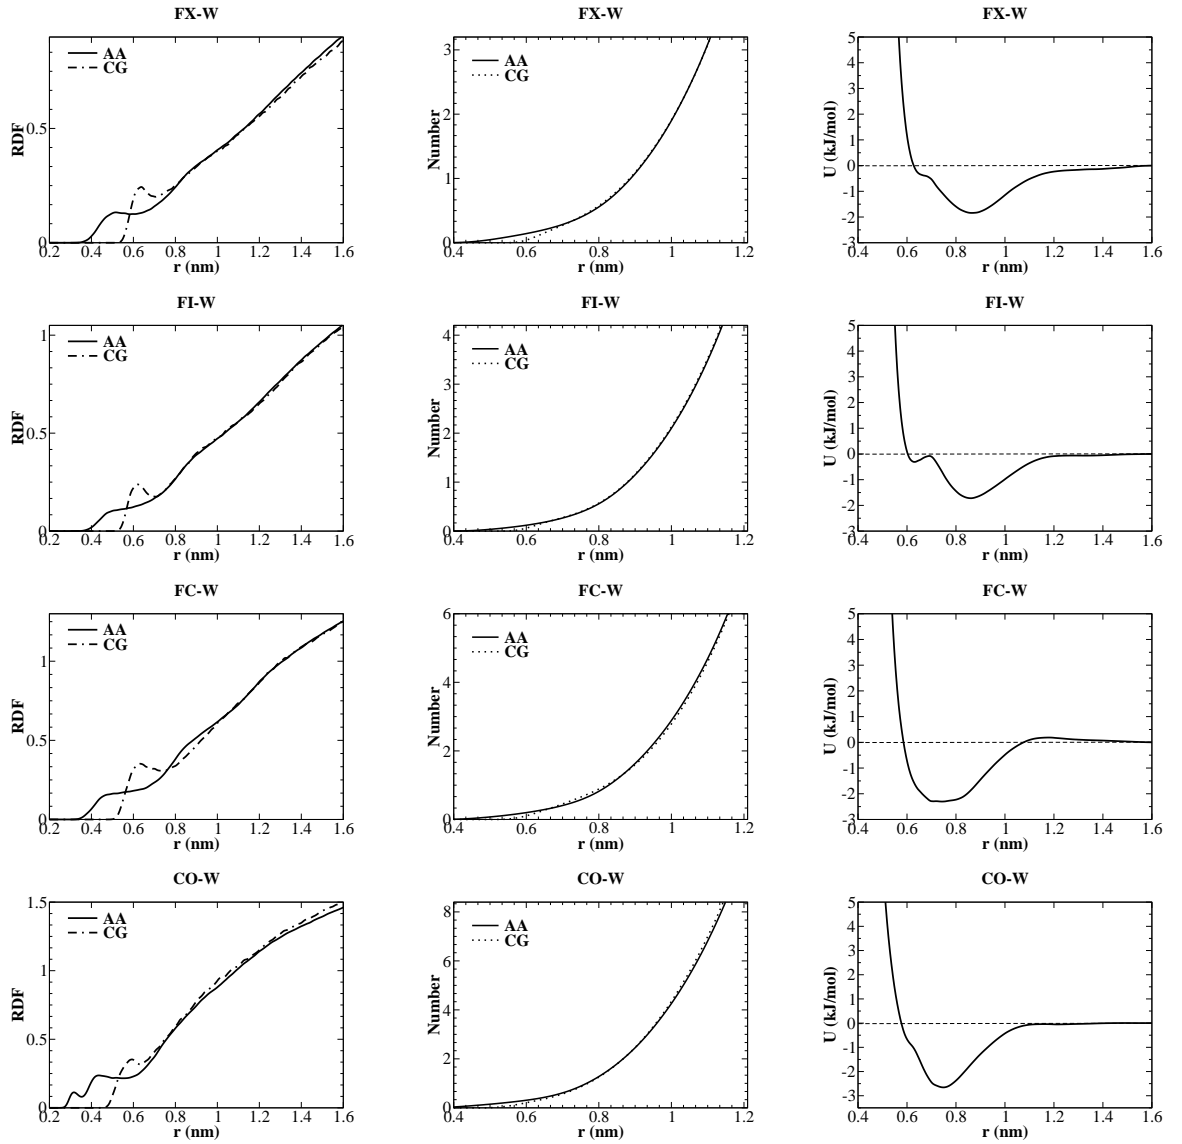 FX-W FX-W FX-W
AA
CG
RDF
0.5
0
0.2 0.4 0.6 0.8 1 1.2 1.4 1.6
r (nm)
AA
CG
Number
3
2
1
0
0.4 0.6 0.8 1 1.2
r (nm)
U (kJ/mol)
5
4
3
2
1
0
-1
-2
-3
0.4 0.6 0.8 1 1.2 1.4 1.6
r (nm)
FI-W FI-W FI-W
AA
CG
RDF
1
0.5
0
0.2 0.4 0.6 0.8 1 1.2 1.4 1.6
r (nm)
AA
CG
Number
4
3
2
1
0
0.4 0.6 0.8 1 1.2
r (nm)
U (kJ/mol)
5
4
3
2
1
0
-1
-2
-3
0.4 0.6 0.8 1 1.2 1.4 1.6
r (nm)
FC-W FC-W FC-W
AA
CG
RDF
1
0.5
0
0.2 0.4 0.6 0.8 1 1.2 1.4 1.6
r (nm)
AA
CG
Number
6
4
2
0
0.4 0.6 0.8 1 1.2
r (nm)
U (kJ/mol)
5
4
3
2
1
0
-1
-2
-3
0.4 0.6 0.8 1 1.2 1.4 1.6
r (nm)
CO-W CO-W CO-W
AA
CG
RDF
1.5
1
0.5
0
0.2 0.4 0.6 0.8 1 1.2 1.4 1.6
r (nm)
AA
CG
Number
8
6
4
2
0
0.4 0.6 0.8 1 1.2
r (nm)
U (kJ/mol)
5
4
3
2
1
0
-1
-2
-3
0.4 0.6 0.8 1 1.2 1.4 1.6
r (nm)